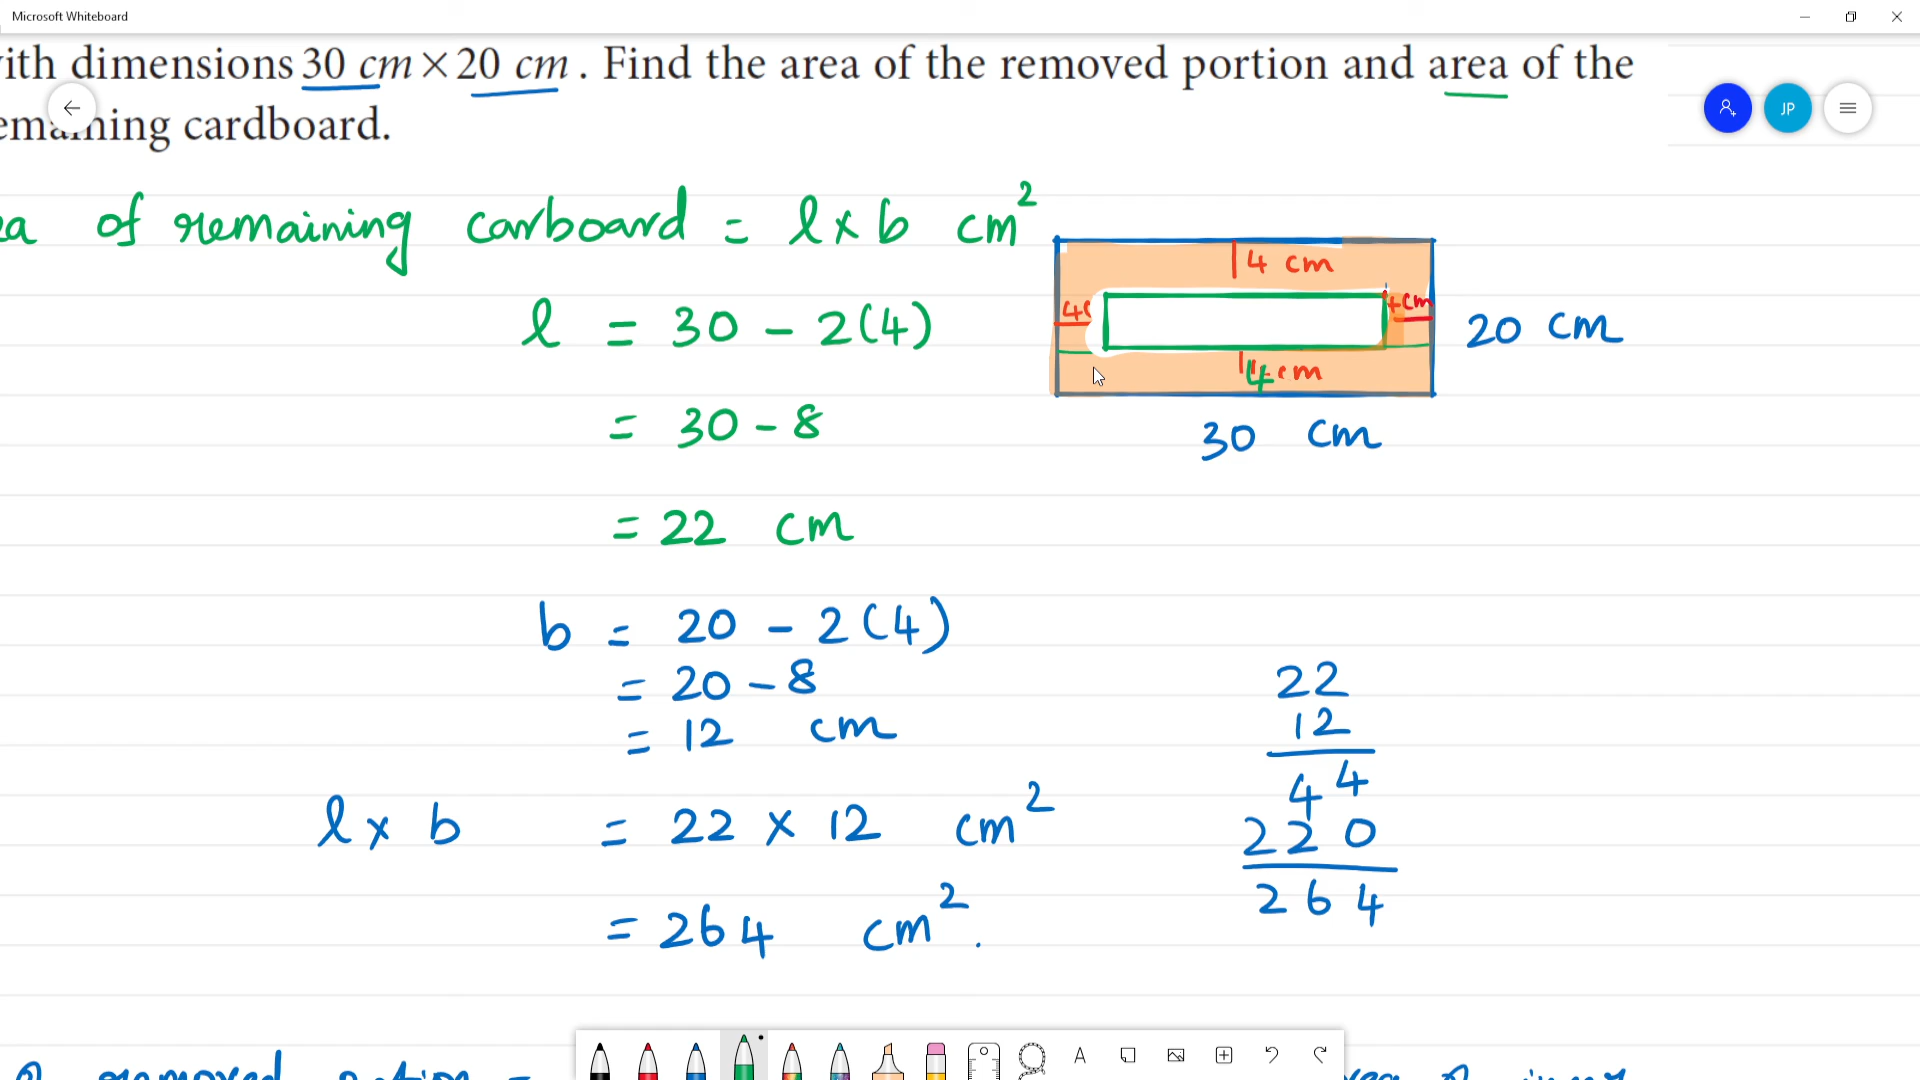 Microsoft Whiteboard
ith dimensions 30 cm × 20 cm . Find the area of the removed portion and area of the
emaining cardboard.
JP
a of remaining carboard = l x b cm²
4 cm
4c
4cm
l = 30 - 2(4)
20 cm
4 cm
= 30 - 8
30 cm
= 22 cm
b = 20 - 2(4)
= 20 - 8
= 12 cm
22
12
44
220
264
l x b = 22 x 12 cm²
= 264 cm².
removed
A